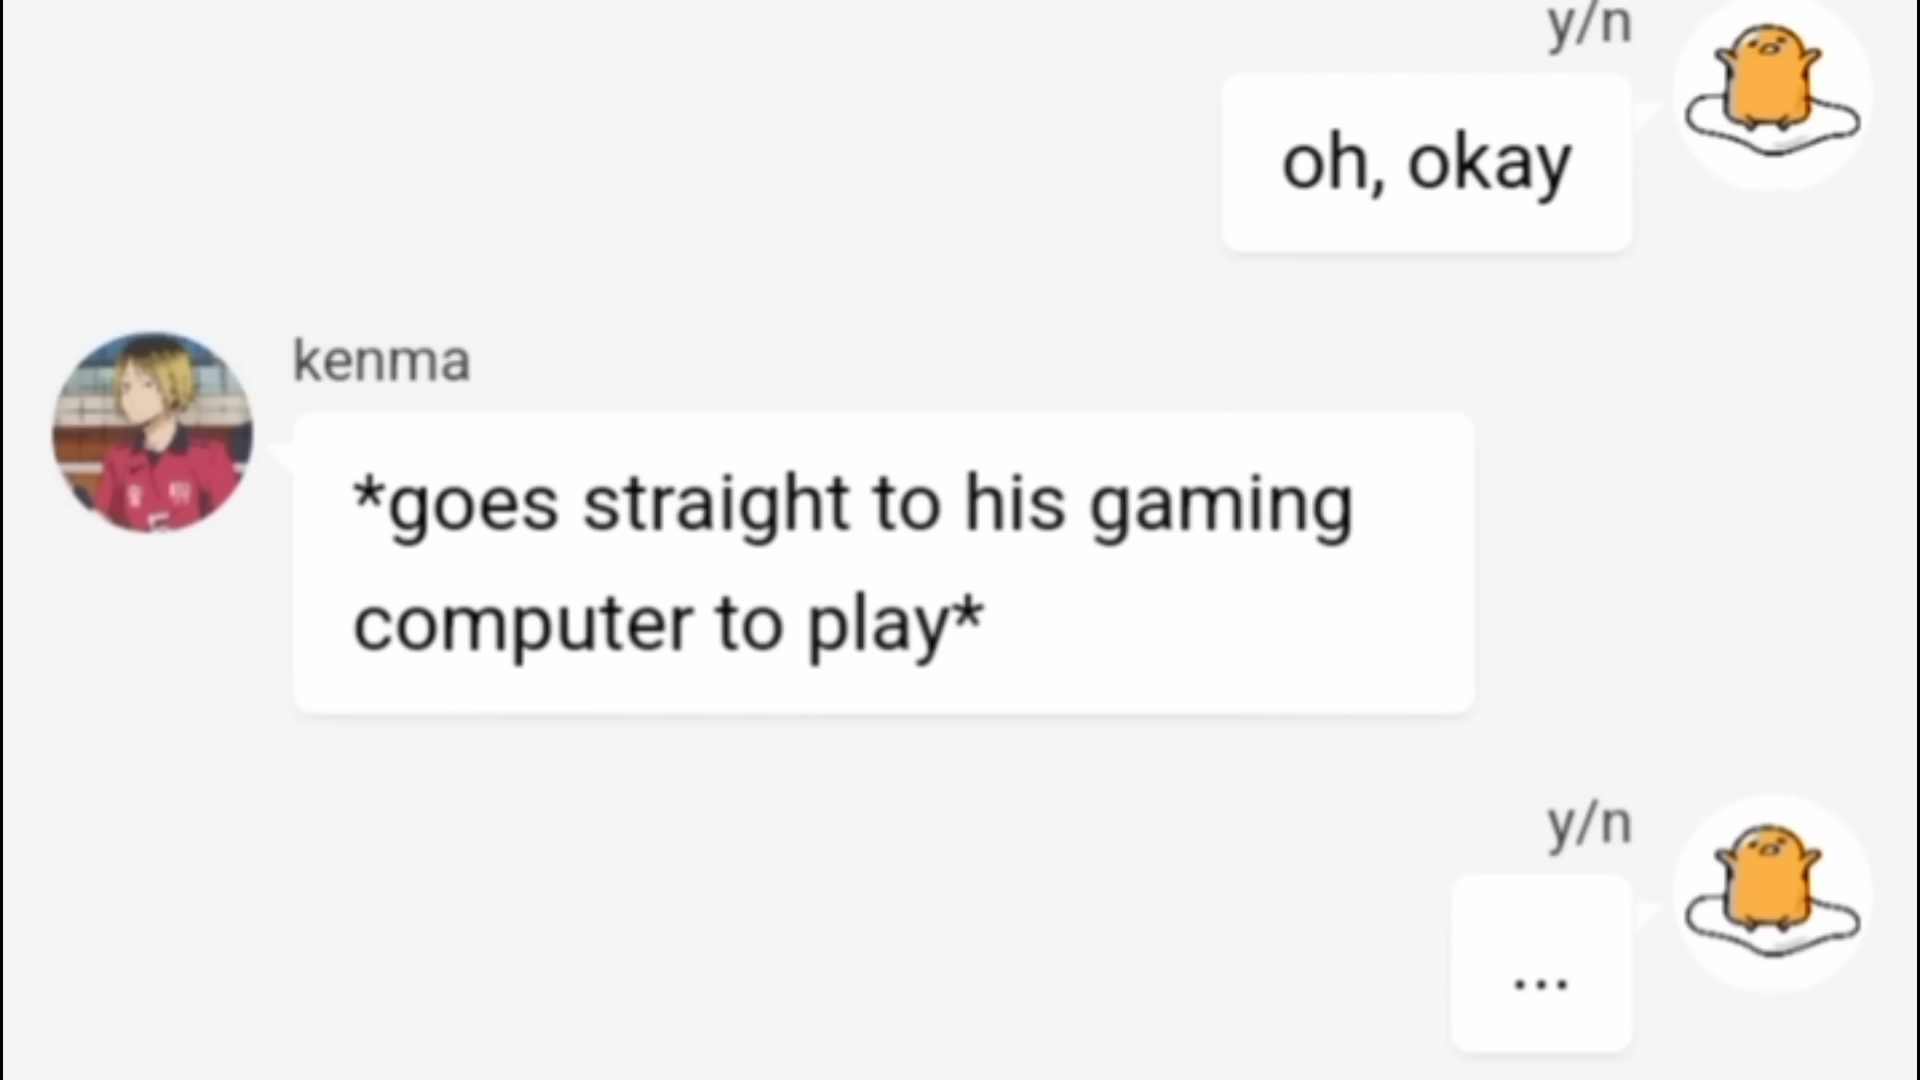 y/n
oh, okay
kenma
*goes straight to his gaming
computer to play*
y/n
...